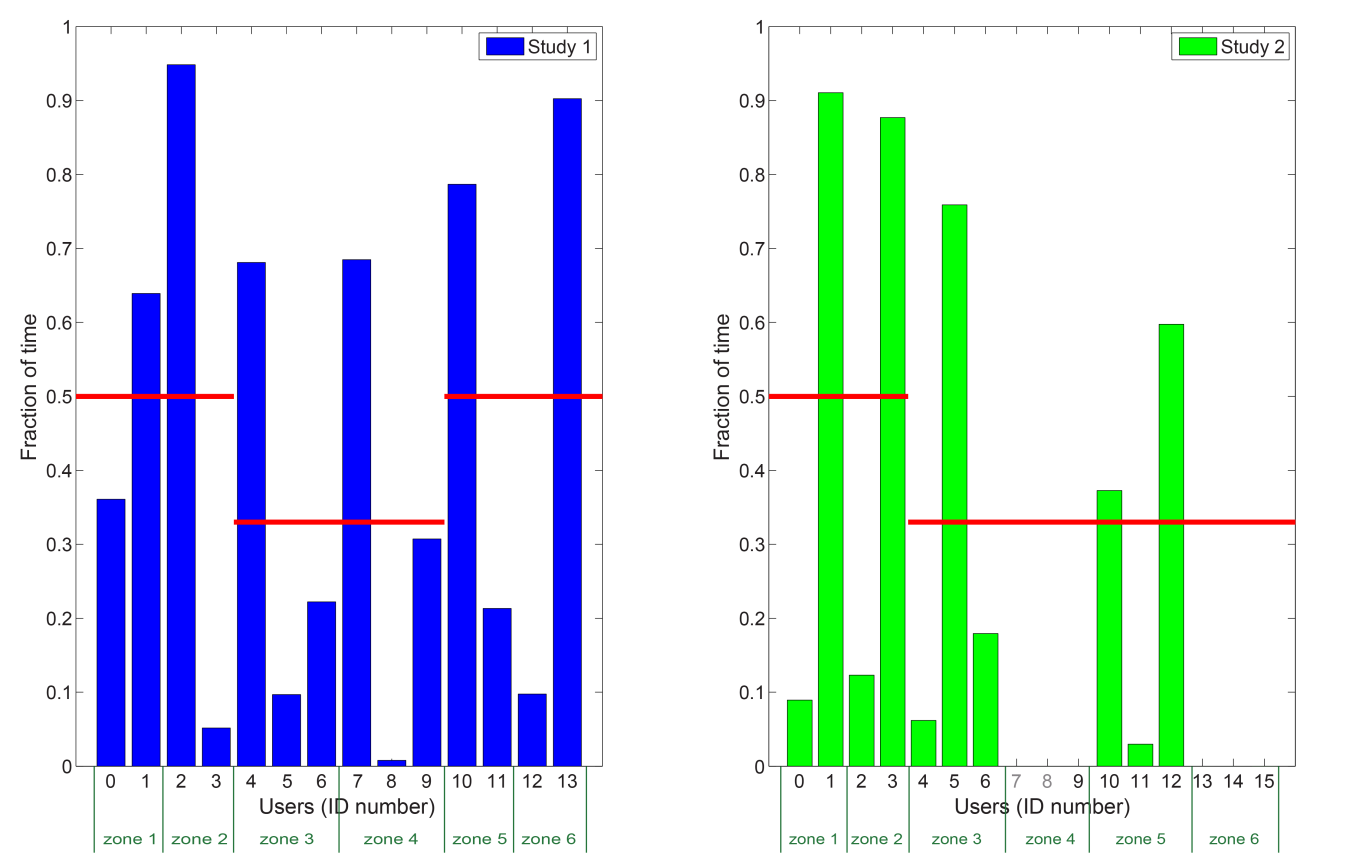 Study 1
1
0.9
0.8
0.7
0.6
0.5
0.4
0.3
0.2
0.1
0
Fraction of time
0 1 2 3 4 5 6 7 8 9 10 11 12 13
Users (ID number)
zone 1 zone 2 zone 3 zone 4 zone 5 zone 6
Study 2
1
0.9
0.8
0.7
0.6
0.5
0.4
0.3
0.2
0.1
0
Fraction of time
0 1 2 3 4 5 6 7 8 9 10 11 12 13 14 15
Users (ID number)
zone 1 zone 2 zone 3 zone 4 zone 5 zone 6